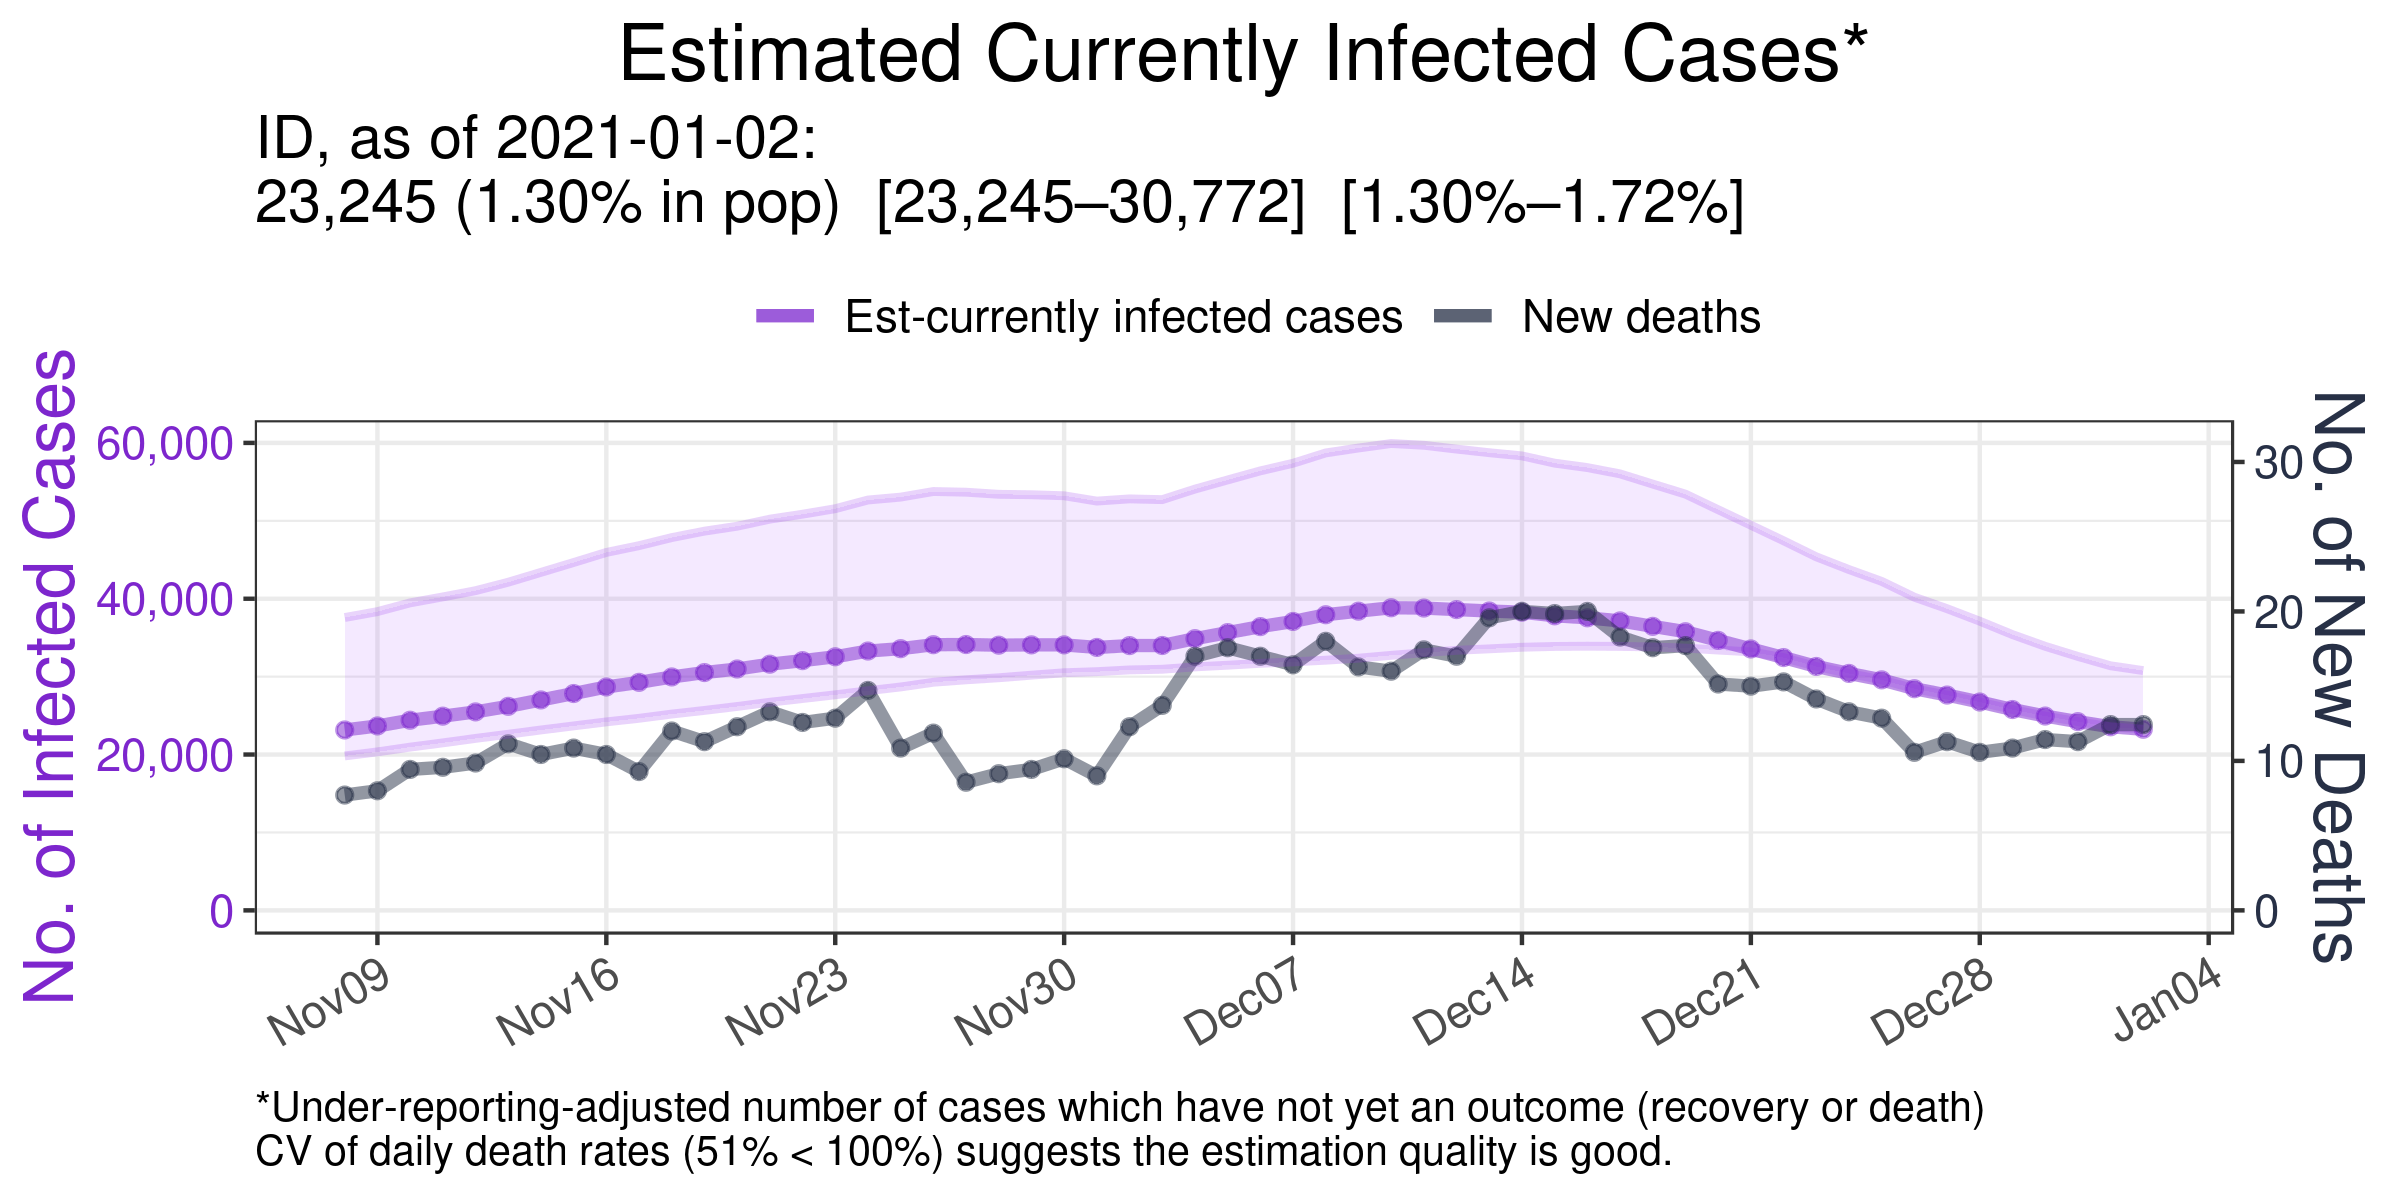 Estimated Currently Infected Cases*
ID, as of 2021-01-02:
23,245 (1.30% in pop)  [23,245–30,772]  [1.30%–1.72%]
Est-currently infected cases
New deaths
No. of Infected Cases
60,000
40,000
20,000
0
30
20
10
0
No. of New Deaths
Nov09
Nov16
Nov23
Nov30
Dec07
Dec14
Dec21
Dec28
Jan04
*Under-reporting-adjusted number of cases which have not yet an outcome (recovery or death)
CV of daily death rates (51% < 100%) suggests the estimation quality is good.